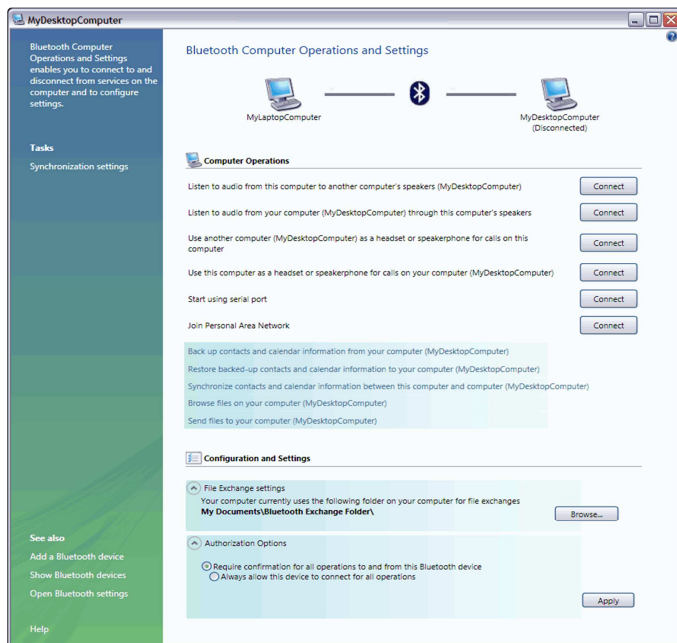 MyDesktopComputer
Bluetooth Computer
Operations and Settings
enables you to connect to and
disconnect from services on the
computer and to configure
settings.
Tasks
Synchronization settings
See also
Add a Bluetooth device
Show Bluetooth devices
Open Bluetooth settings
Help
Bluetooth Computer Operations and Settings
MyLaptopComputer
MyDesktopComputer
(Disconnected)
Computer Operations
Listen to audio from this computer to another computer's speakers (MyDesktopComputer)
Connect
Listen to audio from your computer (MyDesktopComputer) through this computer's speakers
Connect
Use another computer (MyDesktopComputer) as a headset or speakerphone for calls on this
computer
Connect
Use this computer as a headset or speakerphone for calls on your computer (MyDesktopComputer)
Connect
Start using serial port
Connect
Join Personal Area Network
Connect
Back up contacts and calendar information from your computer (MyDesktopComputer)
Restore backed-up contacts and calendar information to your computer (MyDesktopComputer)
Synchronize contacts and calendar information between this computer and computer (MyDesktopComputer)
Browse files on your computer (MyDesktopComputer)
Send files to your computer (MyDesktopComputer)
Configuration and Settings
File Exchange settings
Your computer currently uses the following folder on your computer for file exchanges
My Documents\Bluetooth Exchange Folder\
Browse...
Authorization Options
Require confirmation for all operations to and from this Bluetooth device
Always allow this device to connect for all operations
Apply